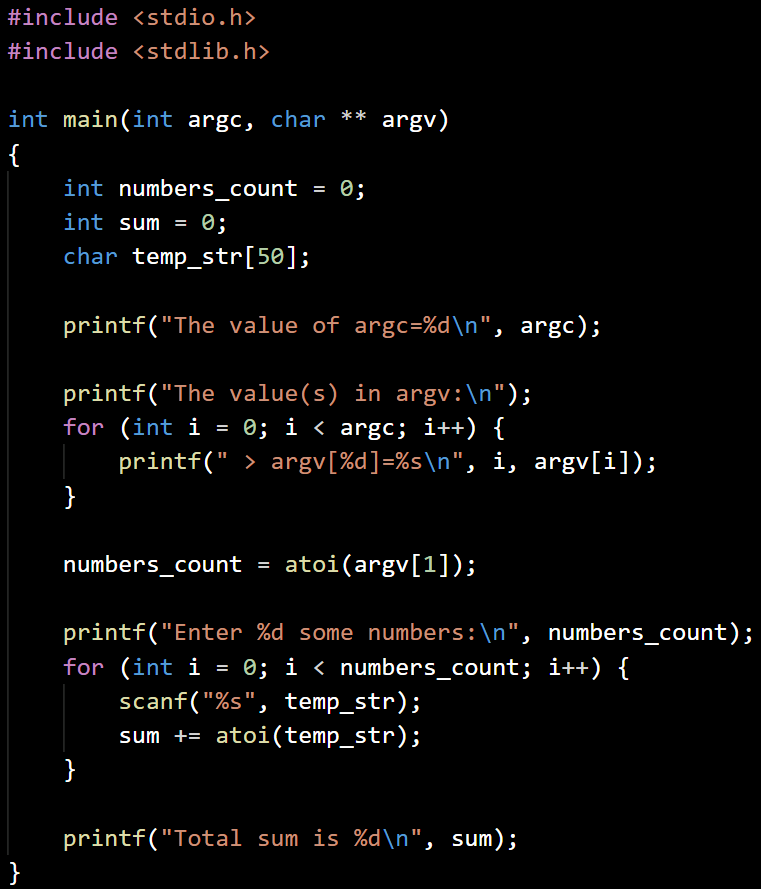 #include <stdio.h>
#include <stdlib.h>

int main(int argc, char ** argv)
{
    int numbers_count = 0;
    int sum = 0;
    char temp_str[50];

    printf("The value of argc=%d\n", argc);

    printf("The value(s) in argv:\n");
    for (int i = 0; i < argc; i++) {
        printf(" > argv[%d]=%s\n", i, argv[i]);
    }

    numbers_count = atoi(argv[1]);

    printf("Enter %d some numbers:\n", numbers_count);
    for (int i = 0; i < numbers_count; i++) {
        scanf("%s", temp_str);
        sum += atoi(temp_str);
    }

    printf("Total sum is %d\n", sum);
}